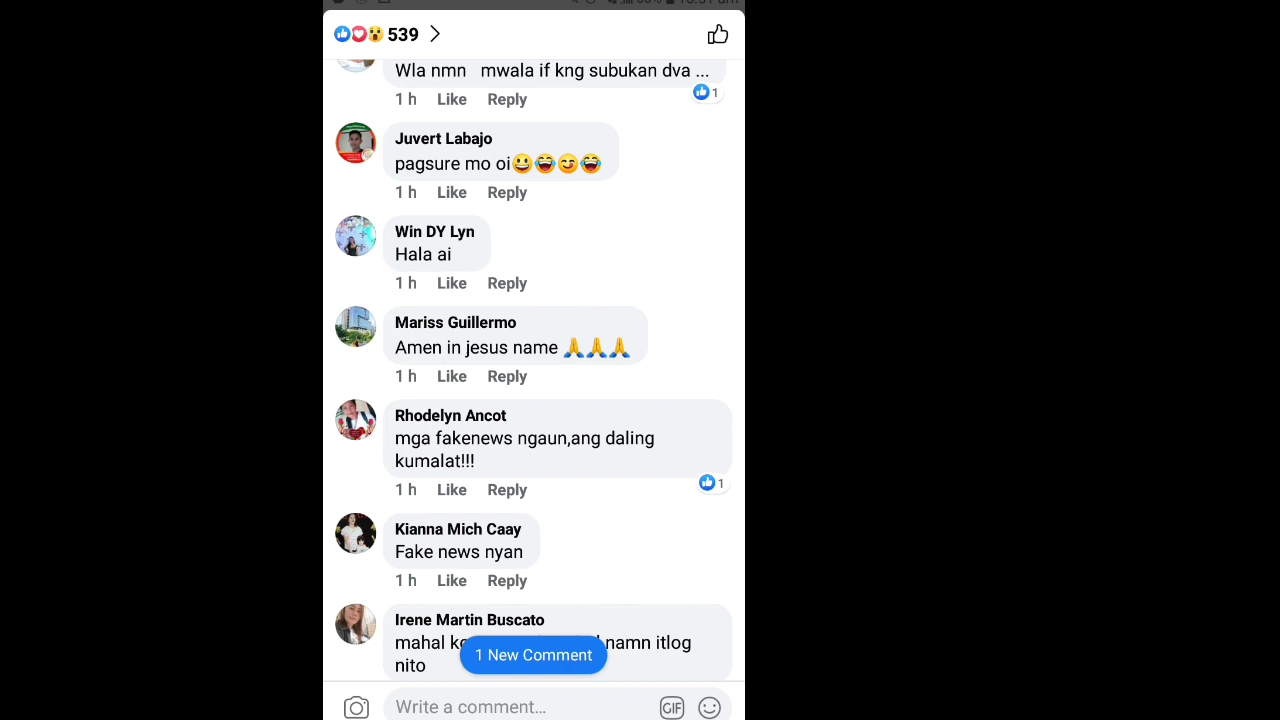 539
Wla nmn mwala if kng subukan dva ...
1 h Like Reply 1
Juvert Labajo
pagsure mo oi😀😂😋😂
1 h Like Reply
Win DY Lyn
Hala ai
1 h Like Reply
Mariss Guillermo
Amen in jesus name 🙏🙏🙏
1 h Like Reply
Rhodelyn Ancot
mga fakenews ngaun,ang daling
kumalat!!!
1 h Like Reply 1
Kianna Mich Caay
Fake news nyan
1 h Like Reply
Irene Martin Buscato
mahal namn itlog
nito
1 New Comment
Write a comment...
GIF